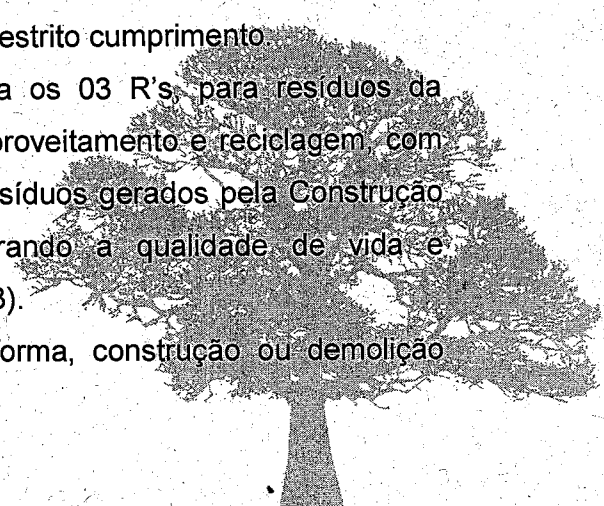 estrito cumprimento.
a os 03 R's, para resíduos da
proveitamento e reciclagem, com
síduos gerados pela Construção
rando a qualidade de vida e
3).
orma, construção ou demolição